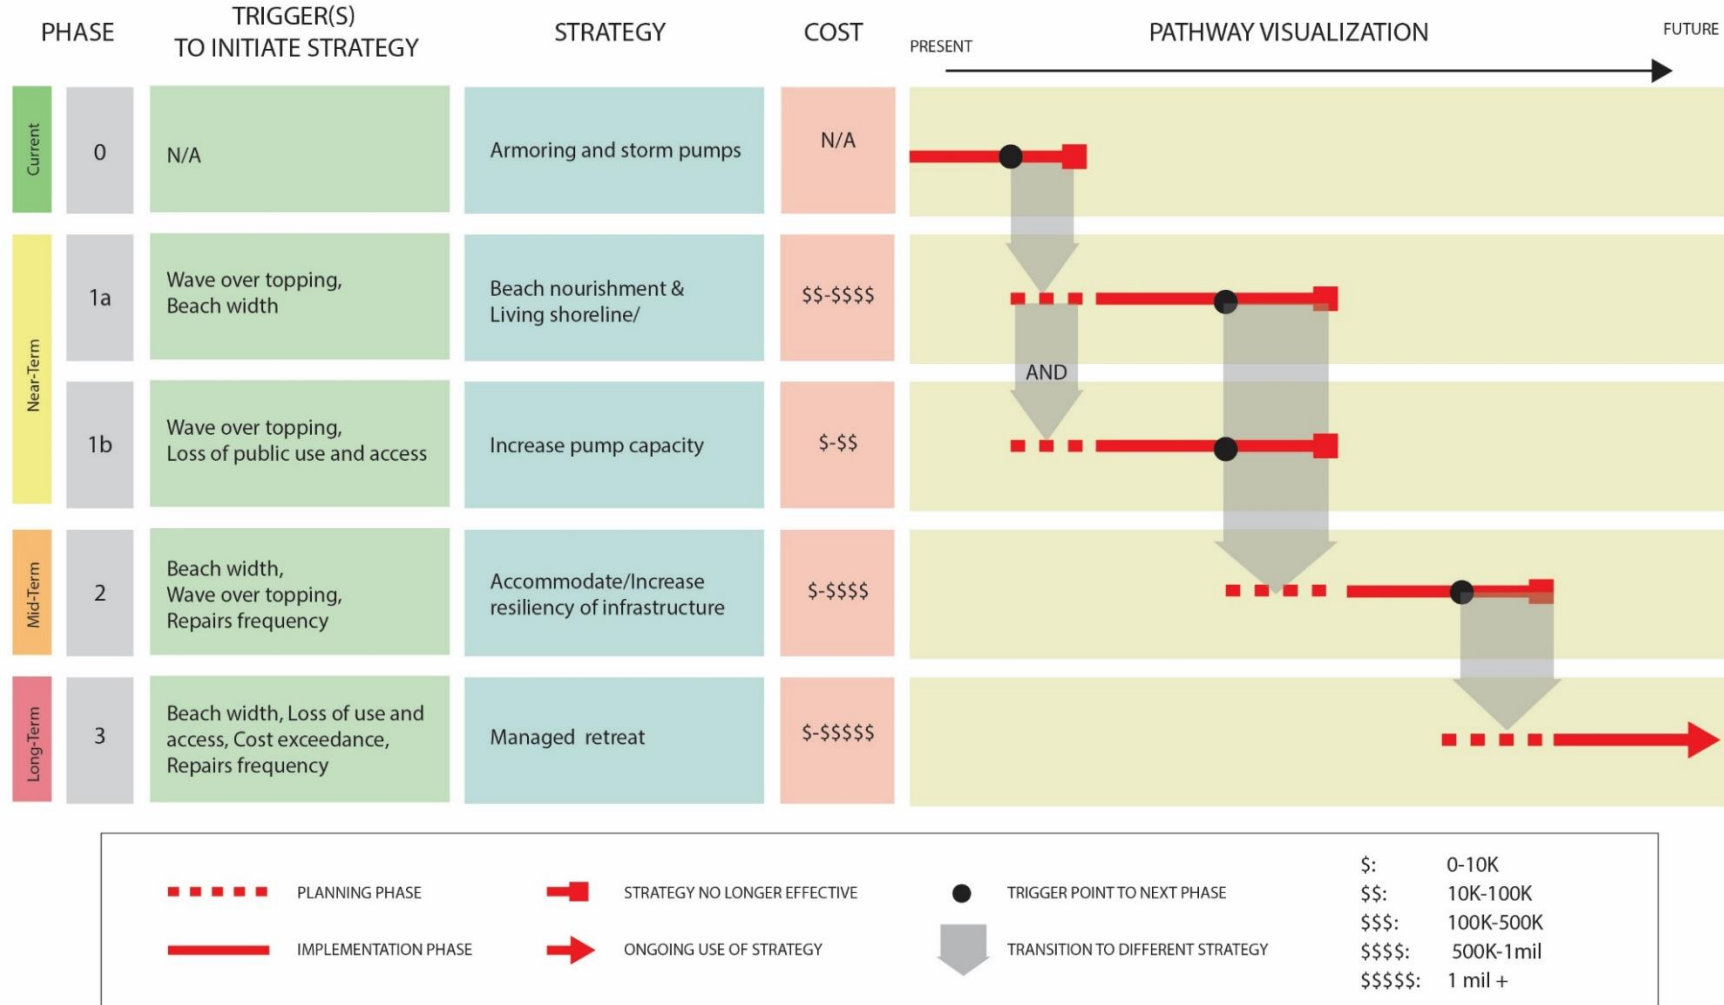 PHASE
TRIGGER(S)
TO INITIATE STRATEGY
STRATEGY
COST
PRESENT
PATHWAY VISUALIZATION
FUTURE
Current
0
N/A
Armoring and storm pumps
N/A
Near-Term
1a
Wave over topping,
Beach width
Beach nourishment &
Living shoreline/
$$-$$$$
AND
1b
Wave over topping,
Loss of public use and access
Increase pump capacity
$-$$
Mid-Term
2
Beach width,
Wave over topping,
Repairs frequency
Accommodate/Increase
resiliency of infrastructure
$-$$$$
Long-Term
3
Beach width, Loss of use and
access, Cost exceedance,
Repairs frequency
Managed retreat
$-$$$$$
PLANNING PHASE
IMPLEMENTATION PHASE
STRATEGY NO LONGER EFFECTIVE
ONGOING USE OF STRATEGY
TRIGGER POINT TO NEXT PHASE
TRANSITION TO DIFFERENT STRATEGY
$: 0-10K
$$: 10K-100K
$$$: 100K-500K
$$$$: 500K-1mil
$$$$$: 1 mil +